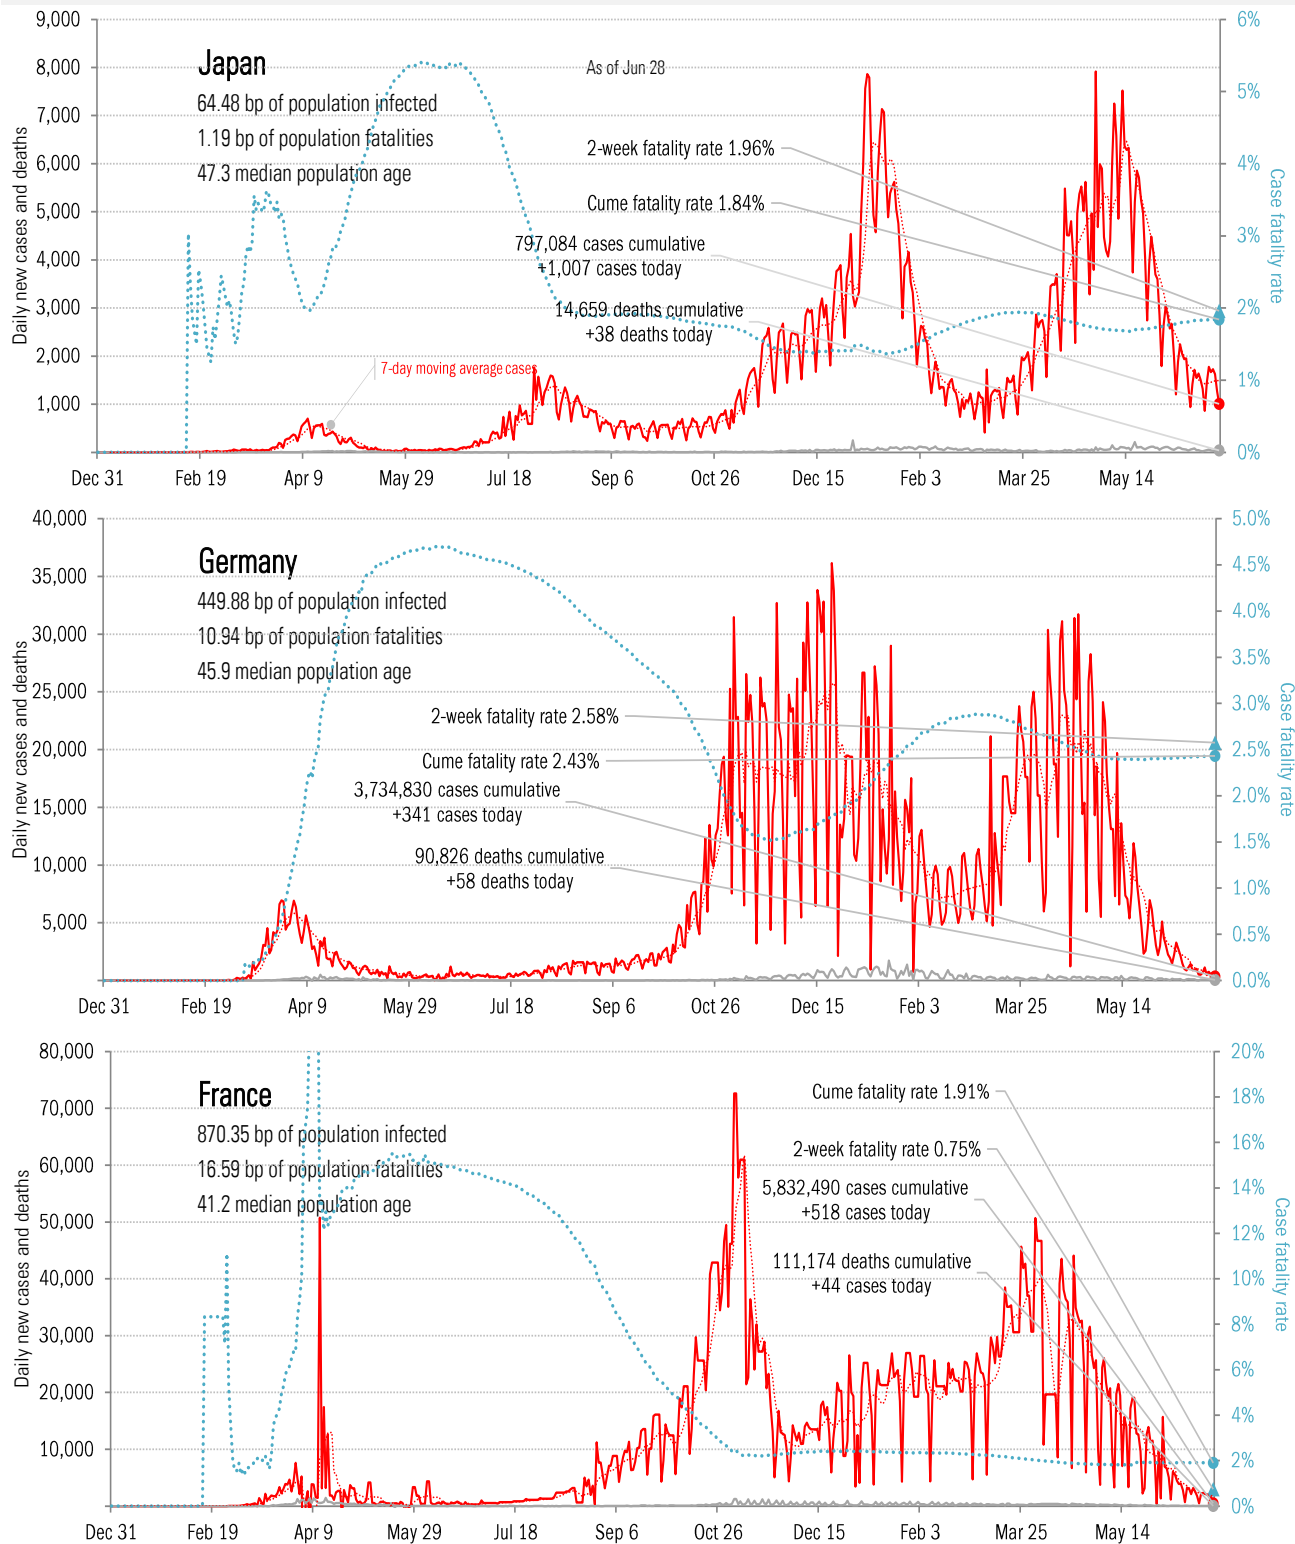 9,000
6%
Japan
As of Jun 28
8,000
64.48 bp of population infected
5%
7,000
1.19 bp of population fatalities
2-week fatality rate 1.96%
6,000
4%
47.3 median population age
Cume fatality rate 1.84%
5,000
797,084 cases cumulative
+1,007 cases today
3%
4,000
14,659 deaths cumulative
+38 deaths today
3,000
2%
2,000
7-day moving average cases
1%
1,000
0%
Daily new cases and deaths
Case fatality rate
Dec 31 Feb 19 Apr 9 May 29 Jul 18 Sep 6 Oct 26 Dec 15 Feb 3 Mar 25 May 14
40,000
5.0%
Germany
35,000
4.5%
449.88 bp of population infected
4.0%
30,000
10.94 bp of population fatalities
3.5%
45.9 median population age
25,000
3.0%
2-week fatality rate 2.58%
20,000
2.5%
Cume fatality rate 2.43%
3,734,830 cases cumulative
+341 cases today
2.0%
15,000
1.5%
90,826 deaths cumulative
+58 deaths today
10,000
1.0%
5,000
0.5%
0.0%
Daily new cases and deaths
Case fatality rate
Dec 31 Feb 19 Apr 9 May 29 Jul 18 Sep 6 Oct 26 Dec 15 Feb 3 Mar 25 May 14
80,000
20%
France
Cume fatality rate 1.91%
18%
70,000
870.35 bp of population infected
16%
2-week fatality rate 0.75%
60,000
16.59 bp of population fatalities
14%
5,832,490 cases cumulative
+518 cases today
41.2 median population age
50,000
12%
111,174 deaths cumulative
+44 cases today
40,000
10%
30,000
8%
6%
20,000
4%
10,000
2%
0%
Daily new cases and deaths
Case fatality rate
Dec 31 Feb 19 Apr 9 May 29 Jul 18 Sep 6 Oct 26 Dec 15 Feb 3 Mar 25 May 14